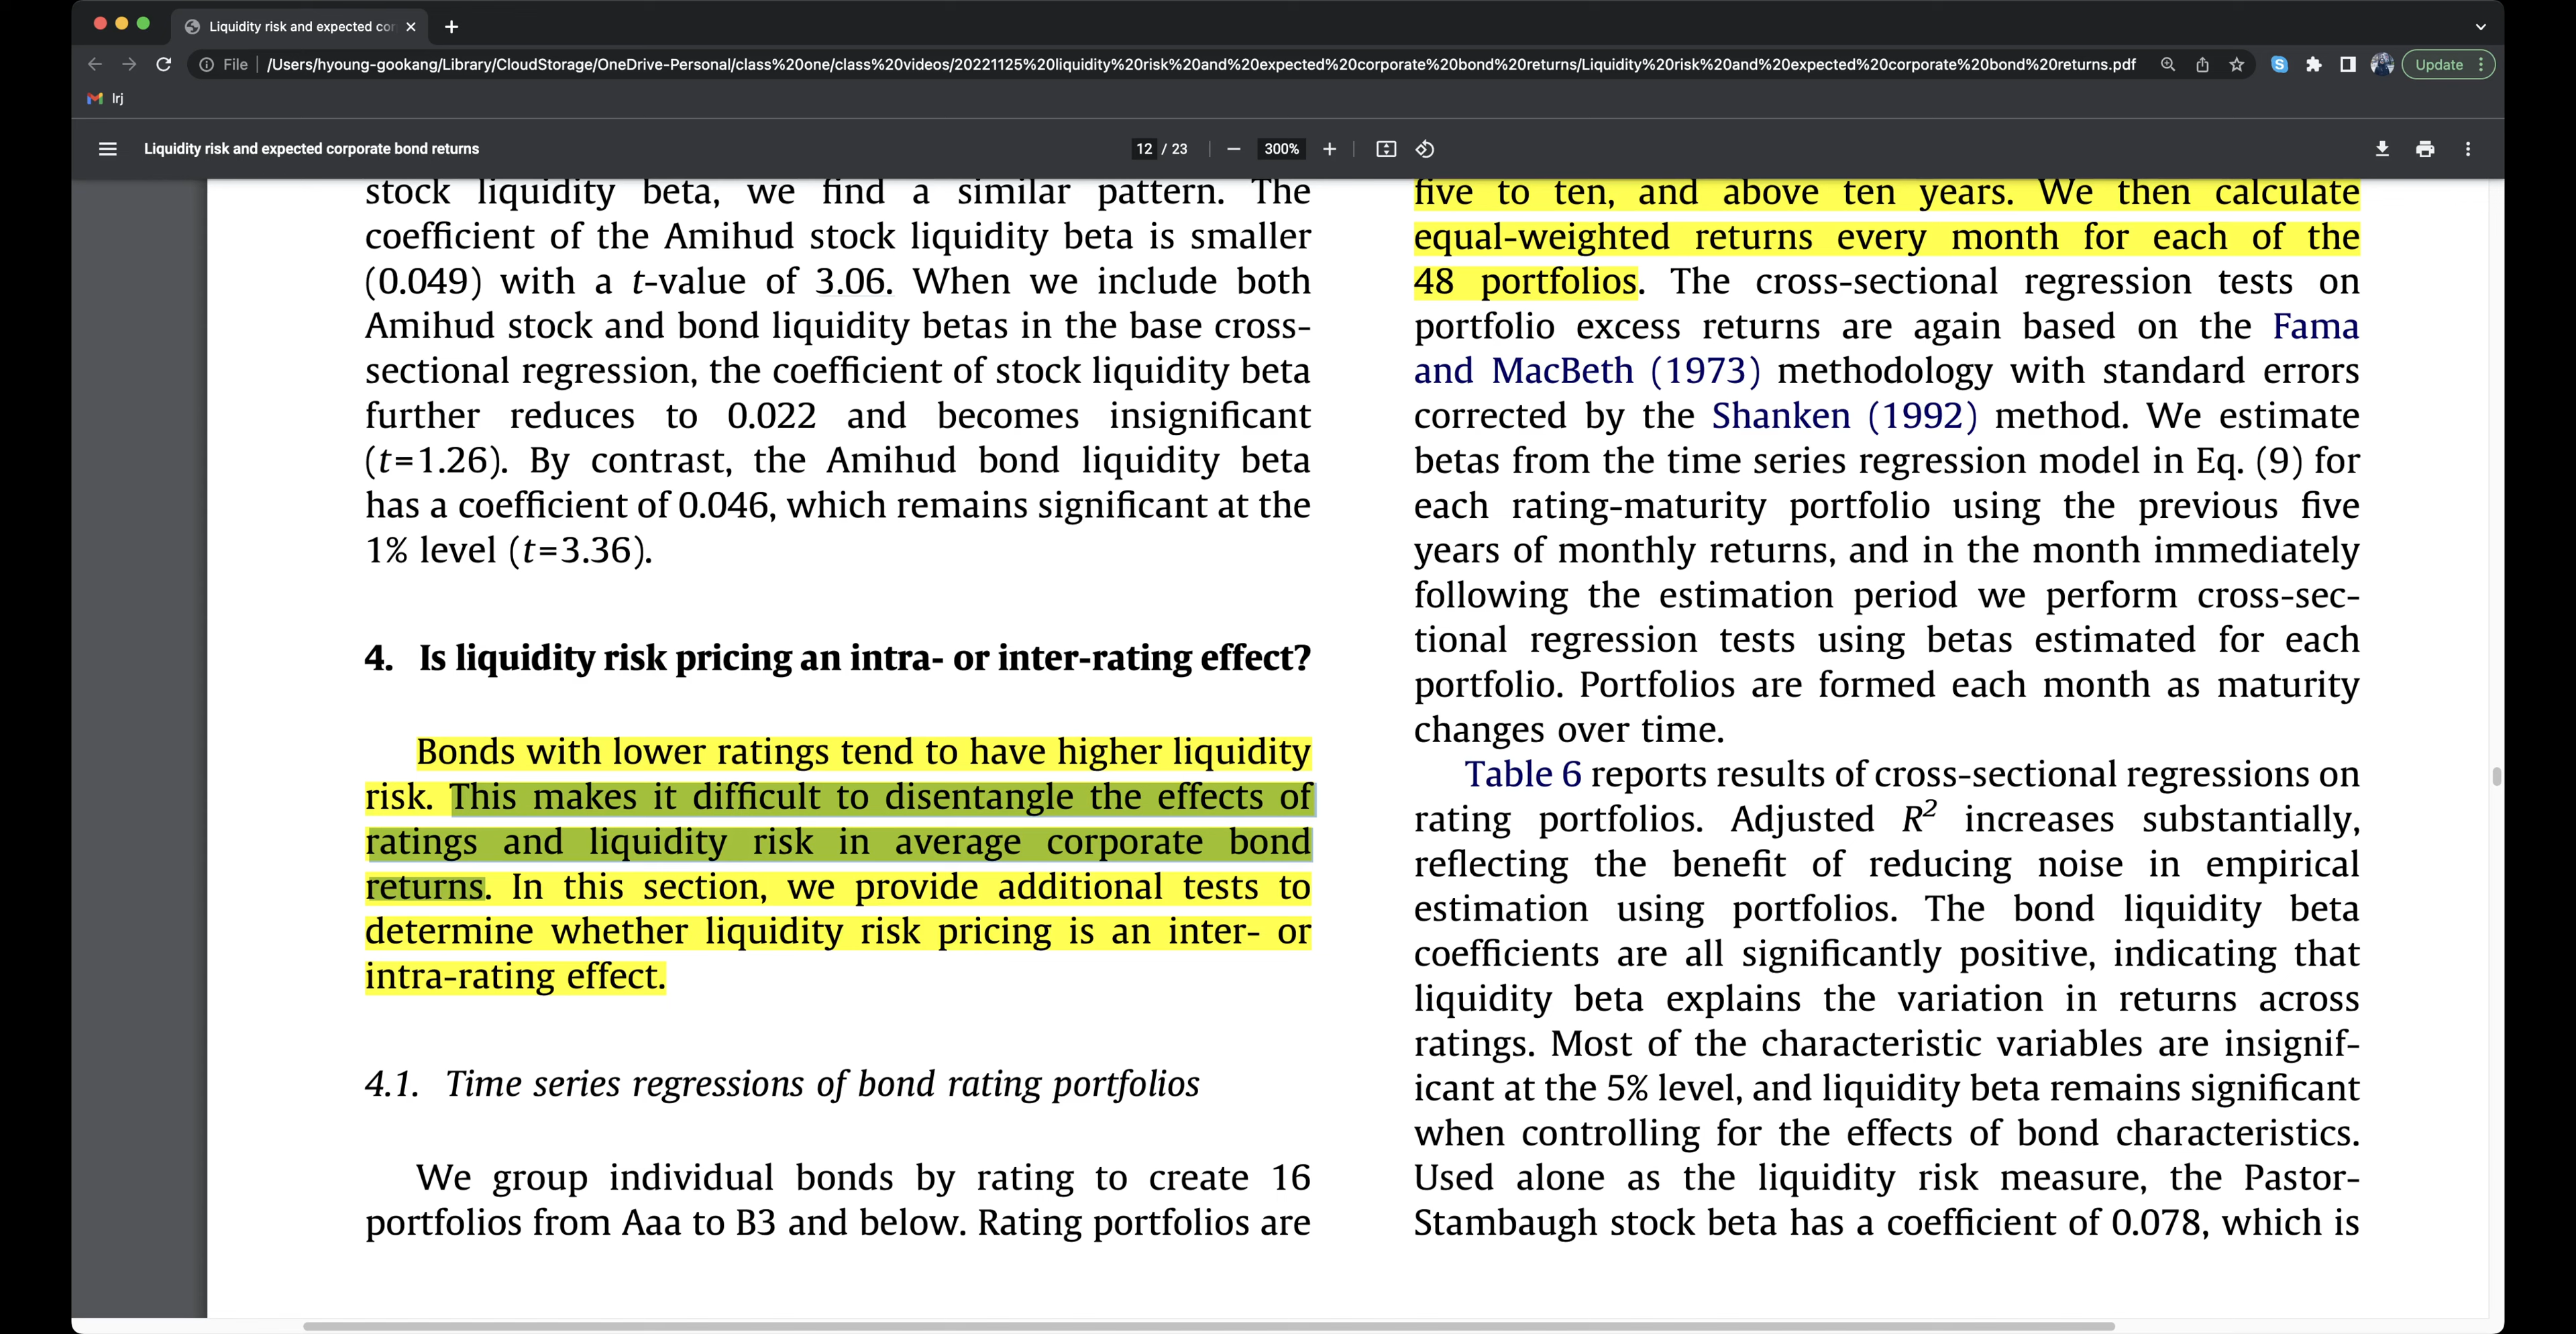 Liquidity risk and expected cor
File
/Users/hyoung-gookang/Library/CloudStorage/OneDrive-Personal/class%20one/class%20videos/20221125%20liquidity%20risk%20and%20expected%20corporate%20bond%20returns/Liquidity%20risk%20and%20expected%20corporate%20bond%20returns.pdf
Update
lrj
Liquidity risk and expected corporate bond returns
12 / 23
300%
stock liquidity beta, we find a similar pattern. The
coefficient of the Amihud stock liquidity beta is smaller
(0.049) with a t-value of 3.06. When we include both
Amihud stock and bond liquidity betas in the base cross-
sectional regression, the coefficient of stock liquidity beta
further reduces to 0.022 and becomes insignificant
(t=1.26). By contrast, the Amihud bond liquidity beta
has a coefficient of 0.046, which remains significant at the
1% level (t=3.36).
4. Is liquidity risk pricing an intra- or inter-rating effect?
Bonds with lower ratings tend to have higher liquidity
risk. This makes it difficult to disentangle the effects of
ratings and liquidity risk in average corporate bond
returns. In this section, we provide additional tests to
determine whether liquidity risk pricing is an inter- or
intra-rating effect.
4.1. Time series regressions of bond rating portfolios
We group individual bonds by rating to create 16
portfolios from Aaa to B3 and below. Rating portfolios are
five to ten, and above ten years. We then calculate
equal-weighted returns every month for each of the
48 portfolios. The cross-sectional regression tests on
portfolio excess returns are again based on the Fama
and MacBeth (1973) methodology with standard errors
corrected by the Shanken (1992) method. We estimate
betas from the time series regression model in Eq. (9) for
each rating-maturity portfolio using the previous five
years of monthly returns, and in the month immediately
following the estimation period we perform cross-sec-
tional regression tests using betas estimated for each
portfolio. Portfolios are formed each month as maturity
changes over time.
Table 6 reports results of cross-sectional regressions on
rating portfolios. Adjusted R² increases substantially,
reflecting the benefit of reducing noise in empirical
estimation using portfolios. The bond liquidity beta
coefficients are all significantly positive, indicating that
liquidity beta explains the variation in returns across
ratings. Most of the characteristic variables are insignif-
icant at the 5% level, and liquidity beta remains significant
when controlling for the effects of bond characteristics.
Used alone as the liquidity risk measure, the Pastor-
Stambaugh stock beta has a coefficient of 0.078, which is